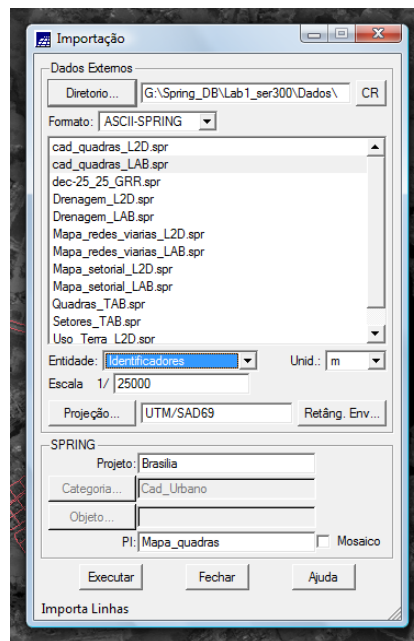 Importação
Dados Externos
Diretorio... G:\Spring_DB\Lab1_ser300\Dados\ CR
Formato: ASCII-SPRING
cad_quadras_L2D.spr
cad_quadras_LAB.spr
dec-25_25_GRR.spr
Drenagem_L2D.spr
Drenagem_LAB.spr
Mapa_redes_viarias_L2D.spr
Mapa_redes_viarias_LAB.spr
Mapa_setorial_L2D.spr
Mapa_setorial_LAB.spr
Quadras_TAB.spr
Setores_TAB.spr
Uso_Terra_L2D.spr
Entidade: Identificadores Unid.: m
Escala 1/ 25000
Projeção... UTM/SAD69 Retâng. Env...
SPRING
Projeto: Brasilia
Categoria... Cad_Urbano
Objeto...
PI: Mapa_quadras Mosaico
Executar Fechar Ajuda
Importa Linhas